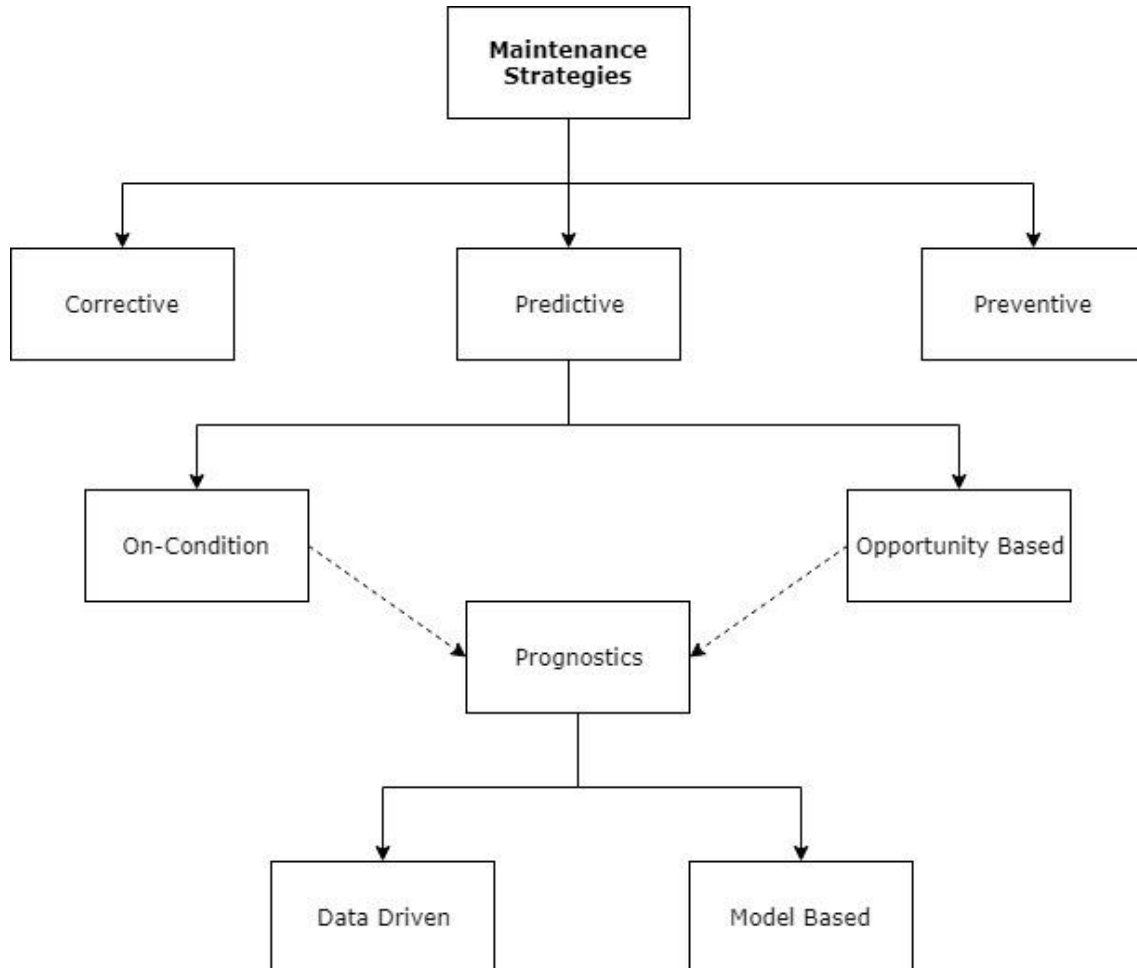 Maintenance
Strategies
Corrective
Predictive
Preventive
On-Condition
Opportunity Based
Prognostics
Data Driven
Model Based